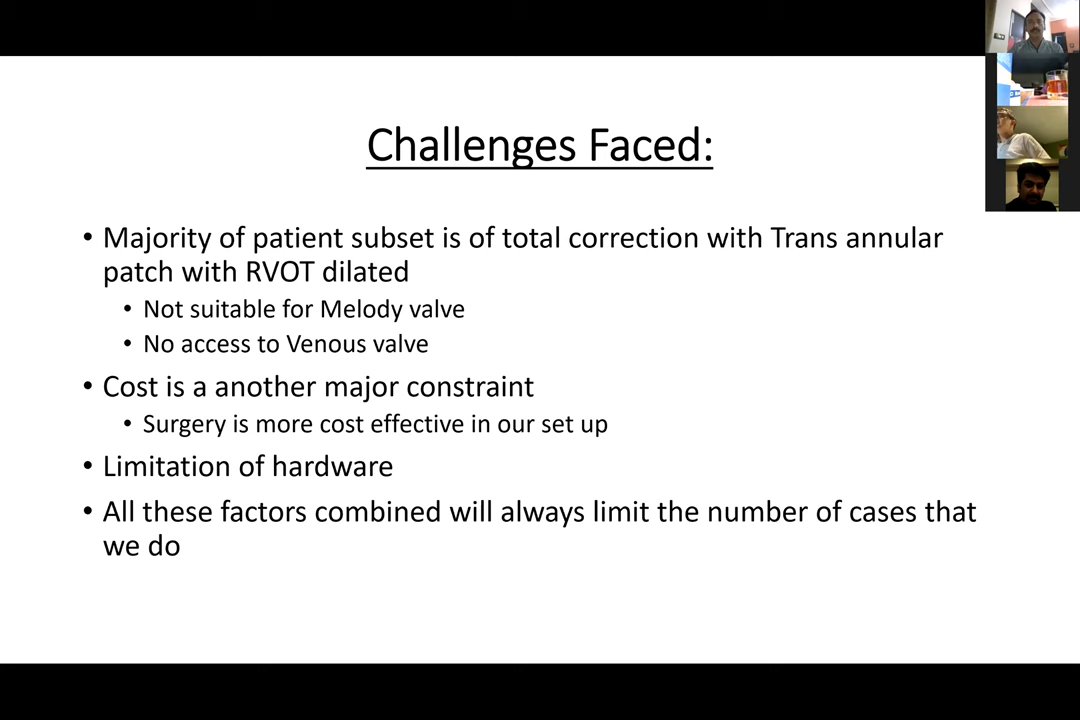 Challenges Faced:
• Majority of patient subset is of total correction with Trans annular
patch with RVOT dilated
• Not suitable for Melody valve
• No access to Venous valve
• Cost is a another major constraint
• Surgery is more cost effective in our set up
• Limitation of hardware
• All these factors combined will always limit the number of cases that
we do